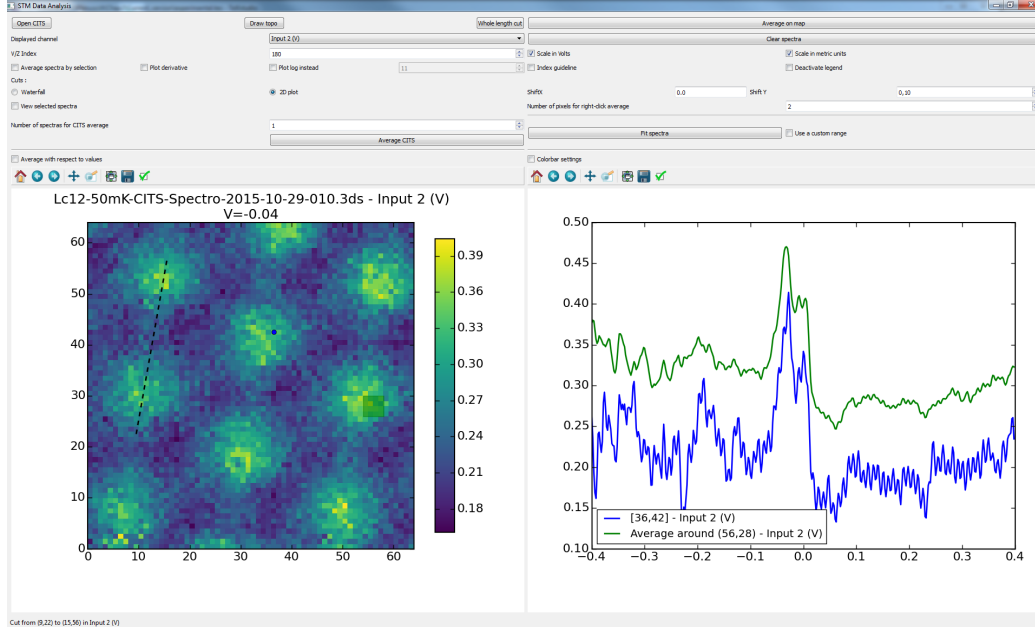 STM Data Analysis
Open CITS Draw topo Whole length cut Average on map
Displayed channel Input 2 (V) Clear spectra
V/Z Index 180 Scale in Volts Scale in metric units
Average spectra by selection Plot derivative Plot log instead 11 Index guideline Deactivate legend
Cuts :
Waterfall 2D plot ShiftX 0.0 Shift Y 0,10
View selected spectra Number of pixels for right-click average 2
Number of spectras for CITS average 1 Fit spectra Use a custom range
Average CITS
Average with respect to values Colorbar settings
Lc12-50mK-CITS-Spectro-2015-10-29-010.3ds - Input 2 (V)
V=-0.04
60
50
40
30
20
10
0
0 10 20 30 40 50 60
0.39
0.36
0.33
0.30
0.27
0.24
0.21
0.18
0.50
0.45
0.40
0.35
0.30
0.25
0.20
0.15
0.10
[36,42] - Input 2 (V)
Average around (56,28) - Input 2 (V)
−0.4 −0.3 −0.2 −0.1 0.0 0.1 0.2 0.3 0.4
Cut from (9,22) to (15,56) in Input 2 (V)